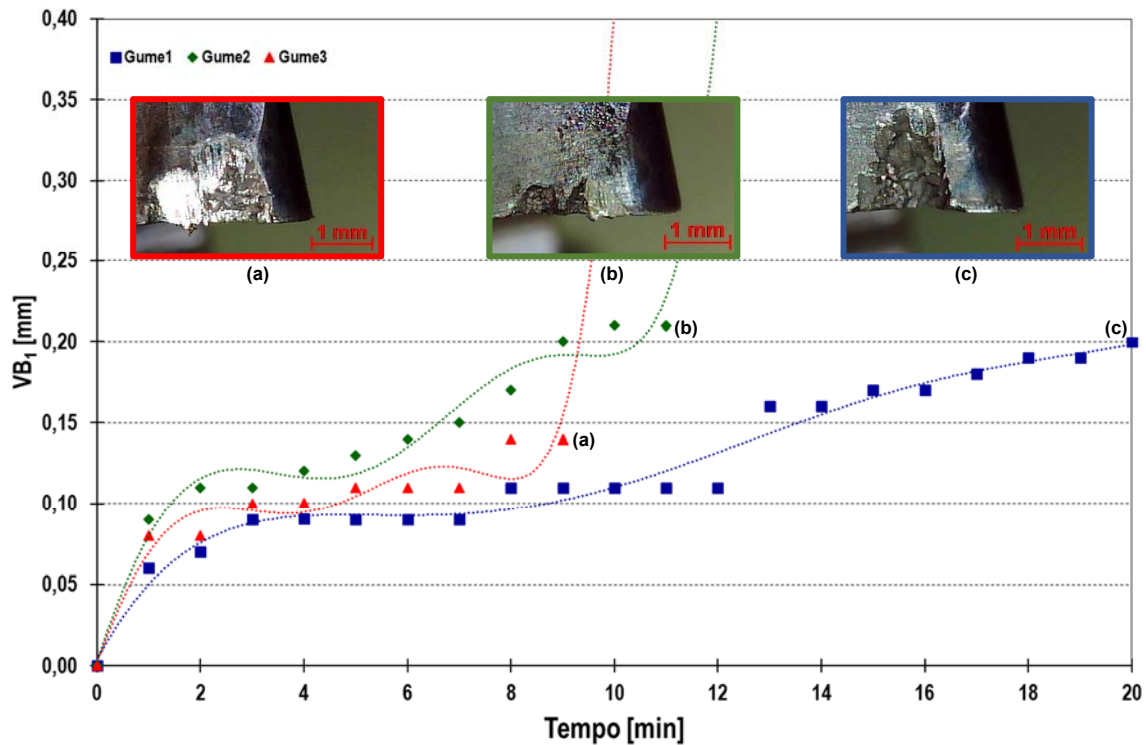 0,40
0,35
0,30
0,25
0,20
0,15
0,10
0,05
0,00
VB1 [mm]
Gume1 Gume2 Gume3
1 mm
1 mm
1 mm
(a)
(b)
(c)
(b)
(c)
(a)
0 2 4 6 8 10 12 14 16 18 20
Tempo [min]